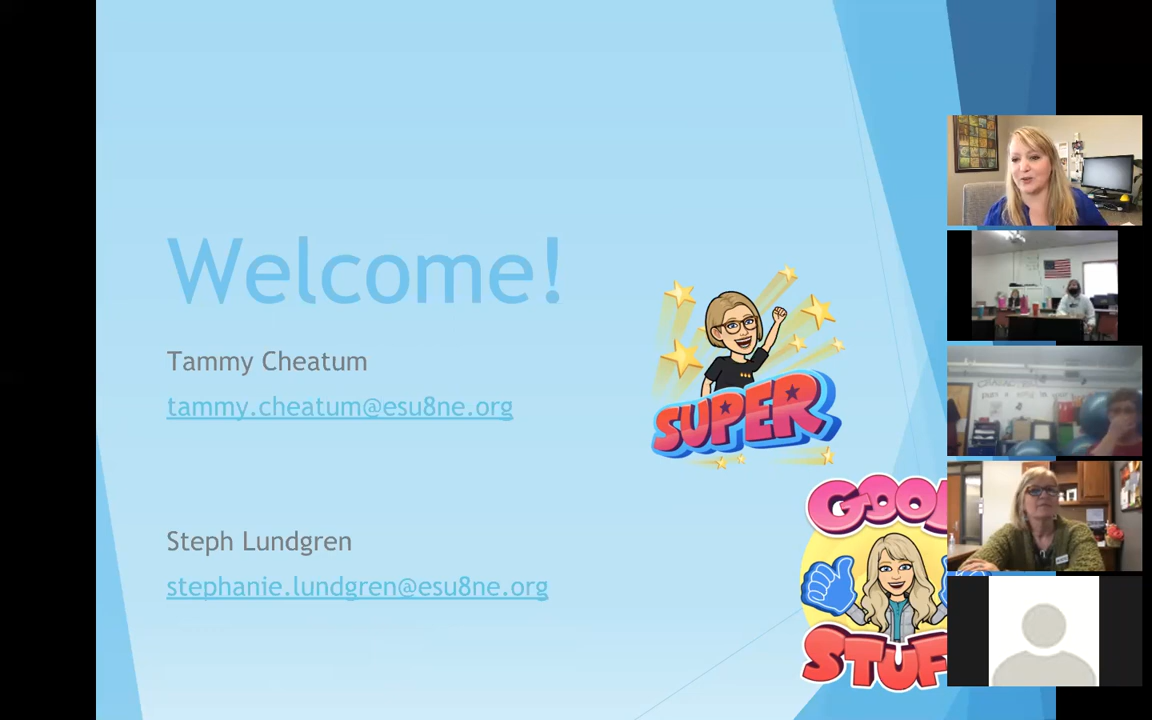 Welcome!
Tammy Cheatum
tammy.cheatum@esu8ne.org
SUPER
GOO
Steph Lundgren
stephanie.lundgren@esu8ne.org
STUF